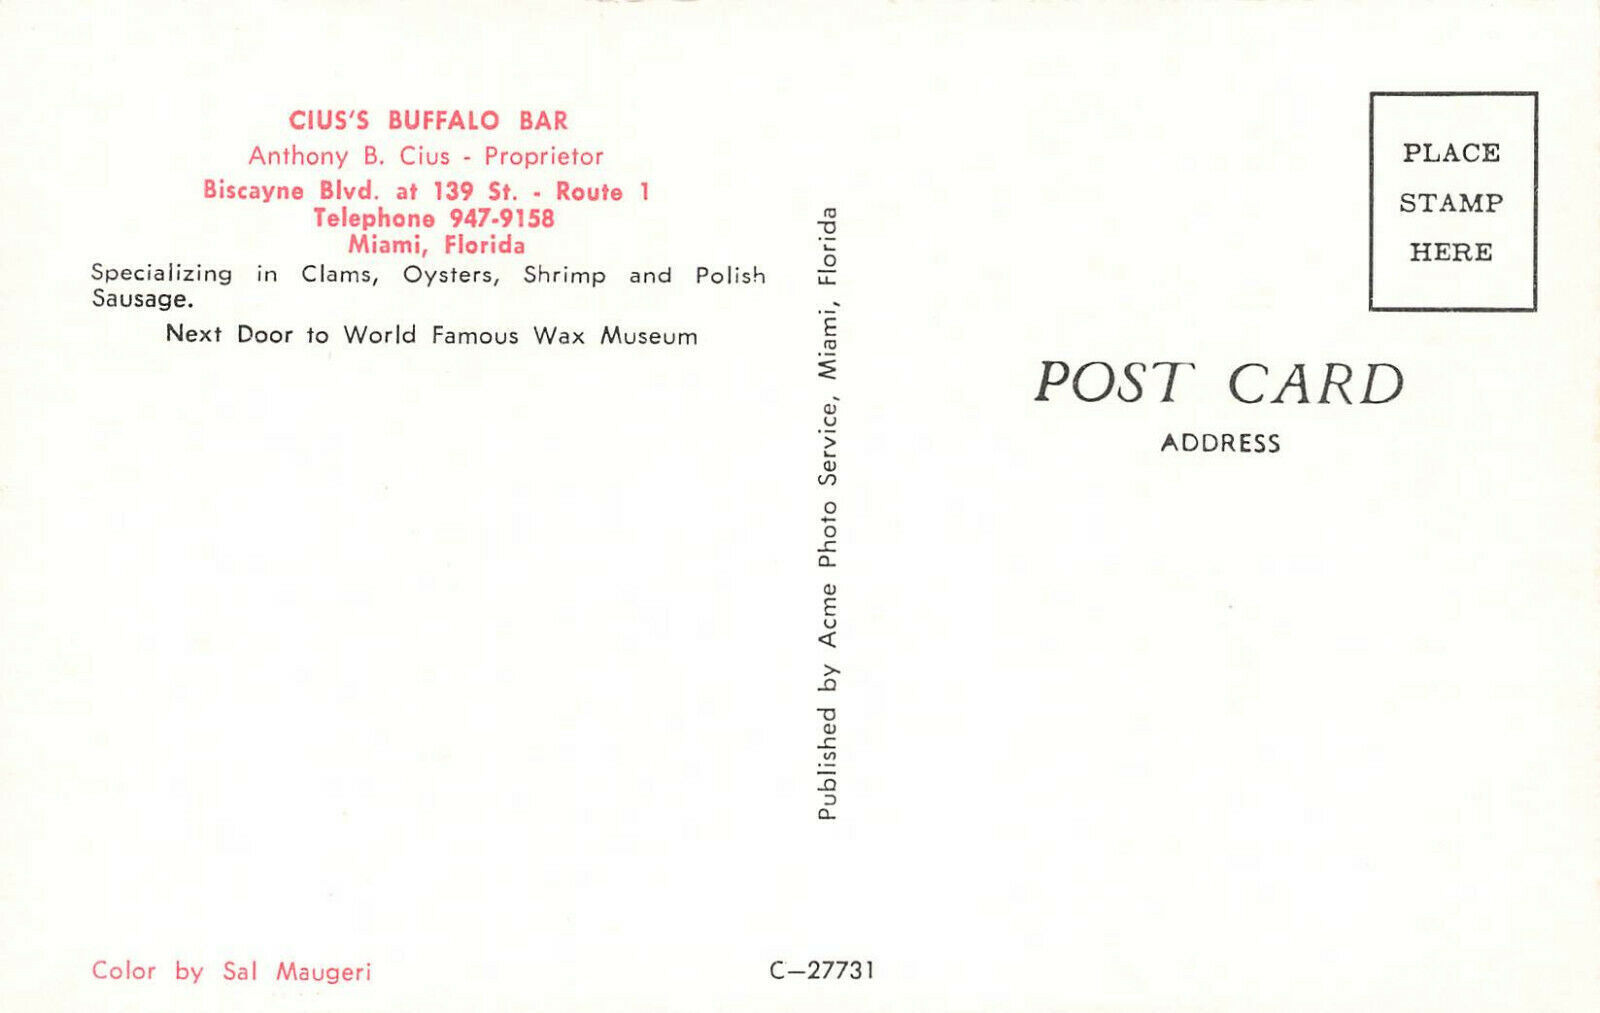 CIUS'S BUFFALO BAR
Anthony B. Cius - Proprietor
Biscayne Blvd. at 139 St. - Route 1
Telephone 947-9158
Miami, Florida
Specializing in Clams, Oysters, Shrimp and Polish
Sausage.
Next Door to World Famous Wax Museum
Color by Sal Maugeri
Published by Acme Photo Service, Miami, Florida
C—27731
PLACE
STAMP
HERE
POST CARD
ADDRESS